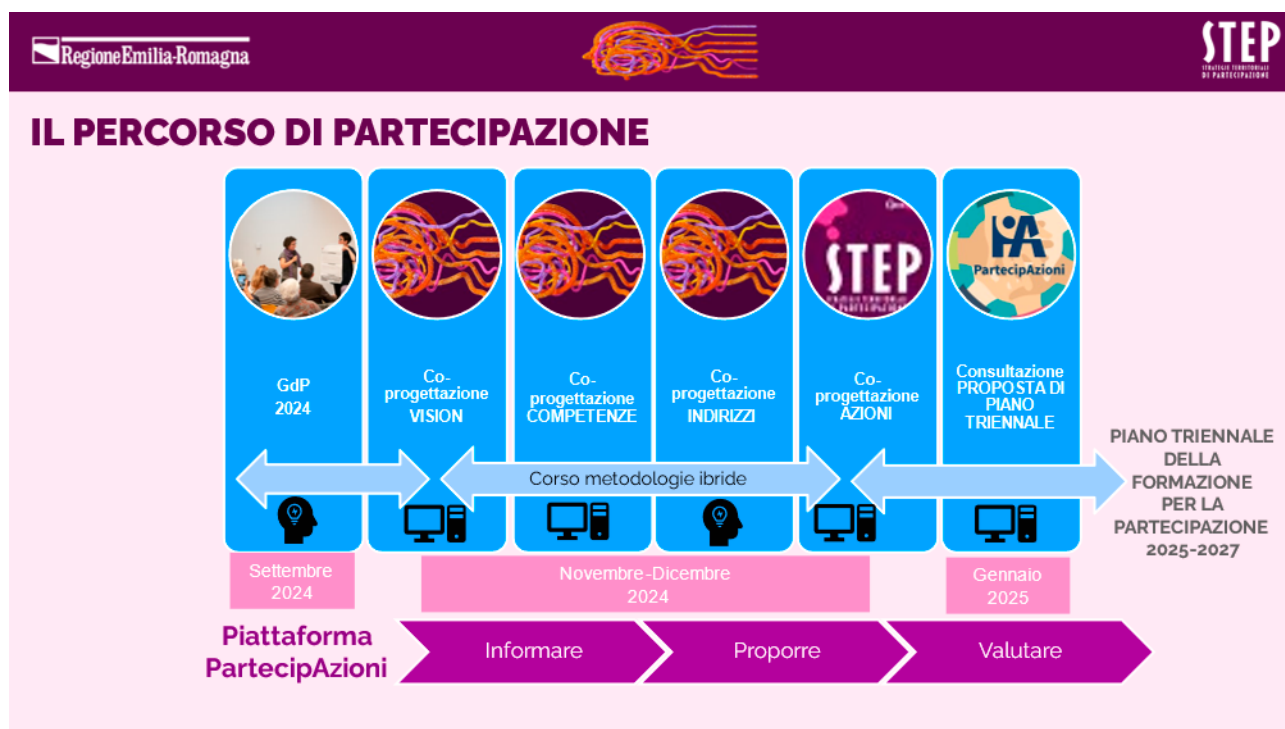 RegioneEmilia-Romagna
STEP
STRATEGIE TERRITORIALI
DI PARTECIPAZIONE
IL PERCORSO DI PARTECIPAZIONE
STEP
PartecipAzioni
GdP
2024
Co-
progettazione
VISION
Co-
progettazione
COMPETENZE
Co-
progettazione
INDIRIZZI
Co-
progettazione
AZIONI
Consultazione
PROPOSTA DI
PIANO
TRIENNALE
Corso metodologie ibride
PIANO TRIENNALE
DELLA
FORMAZIONE
PER LA
PARTECIPAZIONE
2025-2027
Settembre
2024
Novembre-Dicembre
2024
Gennaio
2025
Piattaforma
PartecipAzioni
Informare
Proporre
Valutare